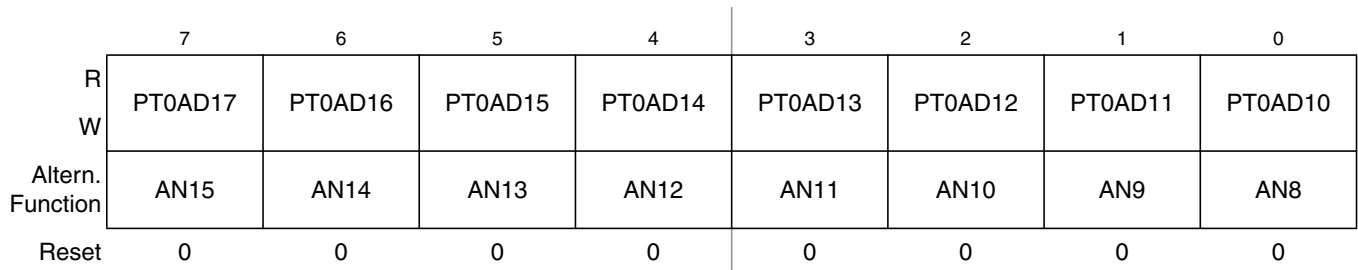 7 6 5 4 3 2 1 0
R W PT0AD17 PT0AD16 PT0AD15 PT0AD14 PT0AD13 PT0AD12 PT0AD11 PT0AD10
Altern. Function AN15 AN14 AN13 AN12 AN11 AN10 AN9 AN8
Reset 0 0 0 0 0 0 0 0